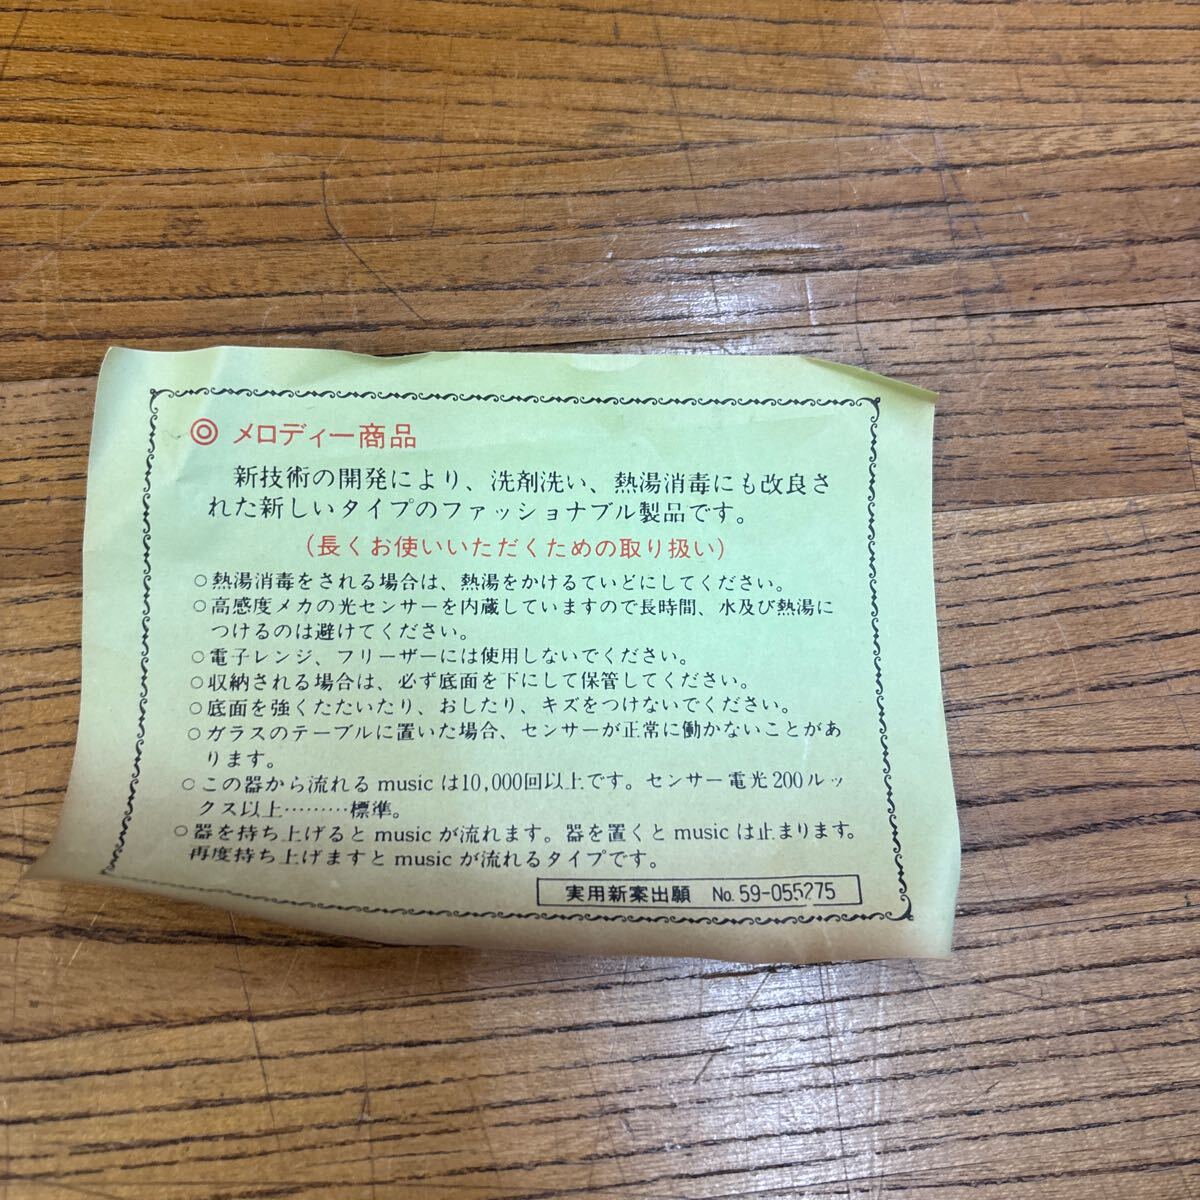 ◎ メロディー商品
新技術の開発により、洗剤洗い、熱湯消毒にも改良さ
れた新しいタイプのファッショナブル製品です。
(長くお使いいただくための取り扱い)
○熱湯消毒をされる場合は、熱湯をかけるていどにしてください。
○高感度メカの光センサーを内蔵していますので長時間、水及び熱湯に
つけるのは避けてください。
○電子レンジ、フリーザーには使用しないでください。
○収納される場合は、必ず底面を下にして保管してください。
○底面を強くたたいたり、おしたり、キズをつけないでください。
○ガラスのテーブルに置いた場合、センサーが正常に働かないことがあ
ります。
○この器から流れる music は10,000回以上です。センサー電光200ルッ
クス以上………標準。
○器を持ち上げると music が流れます。器を置くと music は止まります。
再度持ち上げますと music が流れるタイプです。
実用新案出願 No. 59-055275